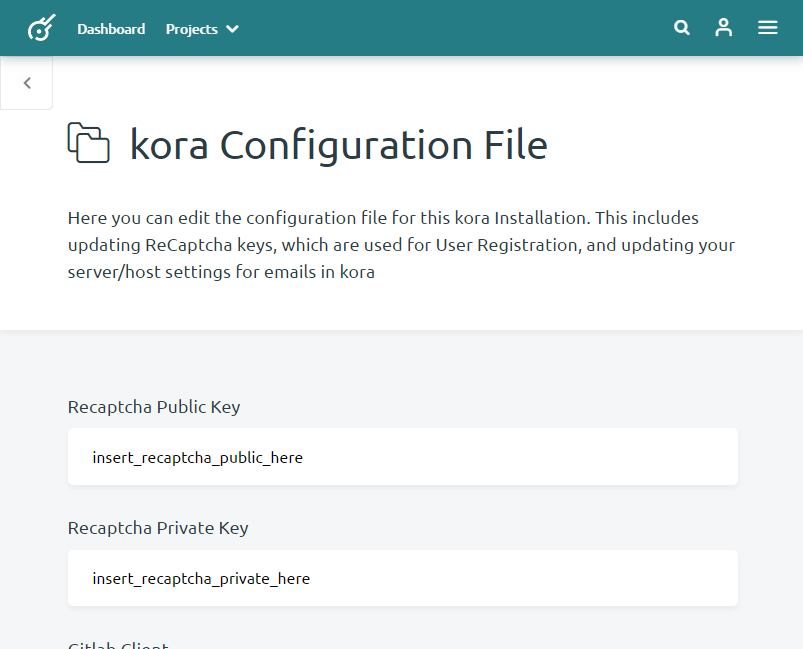 Dashboard Projects
kora Configuration File
Here you can edit the configuration file for this kora Installation. This includes
updating ReCaptcha keys, which are used for User Registration, and updating your
server/host settings for emails in kora
Recaptcha Public Key
insert_recaptcha_public_here
Recaptcha Private Key
insert_recaptcha_private_here
Gitlab Client